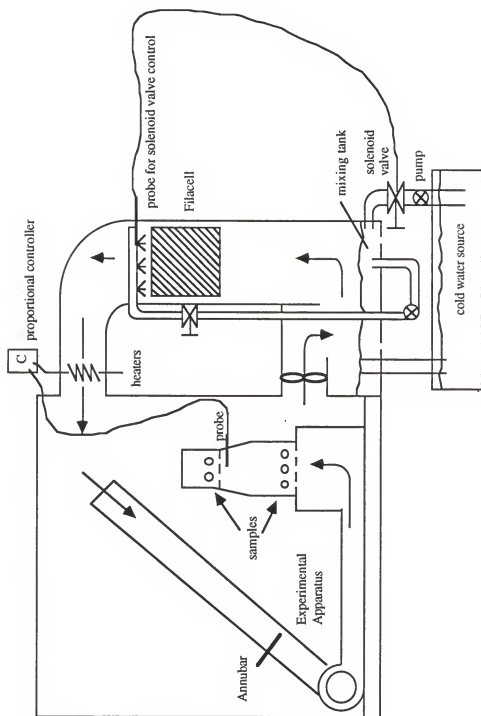 C
proportional controller
probe for solenoid valve control
Filacell
heaters
mixing tank
solenoid
valve
pump
cold water source
probe
samples
Experimental
Apparatus
Annubar